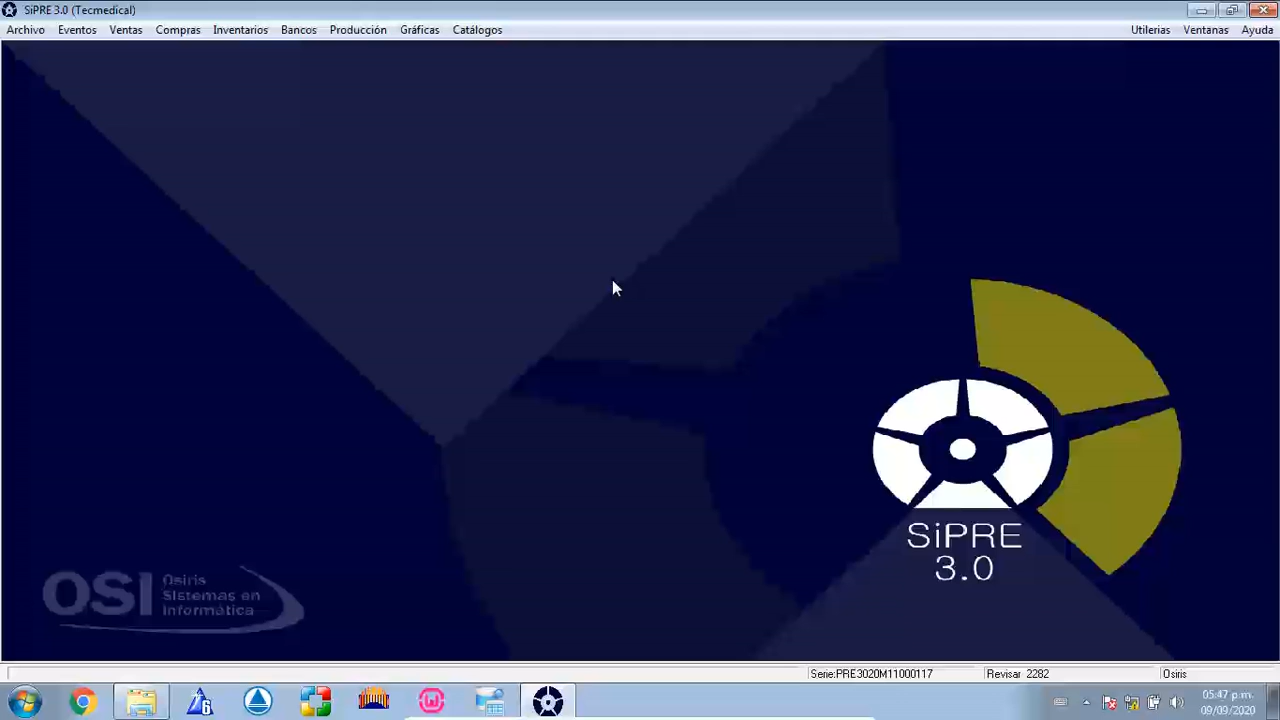 SiPRE 3.0 (Tecmedical)
Archivo Eventos Ventas Compras Inventarios Bancos Producción Gráficas Catálogos Utilerias Ventanas Ayuda
SiPRE
3.0
OSI Osiris
Sistemas en
Informática
Serie:PRE3020M11000117 Revisar 2282 Osiris
05:47 p.m.
09/09/2020